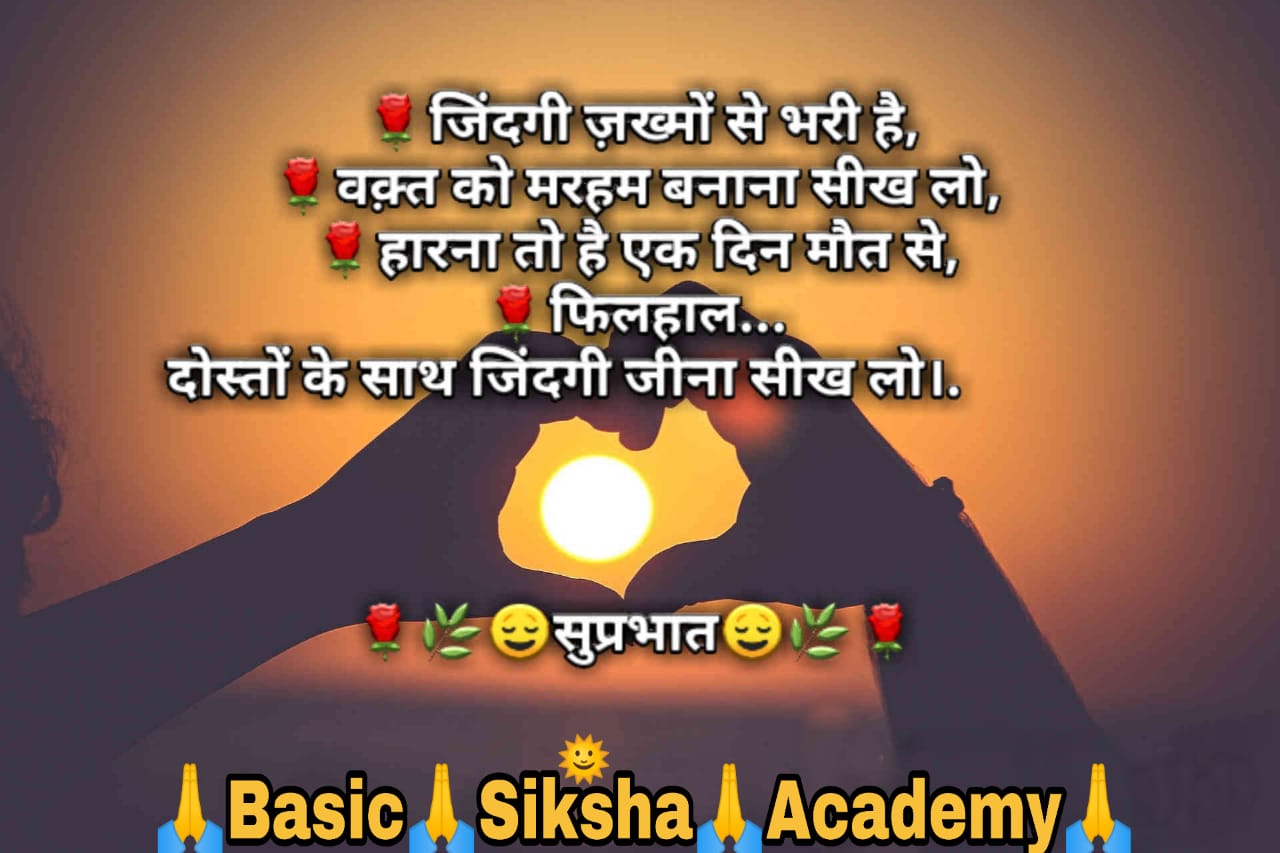 🌹जिंदगी ज़ख्मों से भरी है,
🌹वक़्त को मरहम बनाना सीख लो,
🌹हारना तो है एक दिन मौत से,
🌹फिलहाल...
दोस्तों के साथ जिंदगी जीना सीख लो।.
🌹🌿😌सुप्रभात😌🌿🌹
🙏Basic🙏Siksha🙏Academy🙏